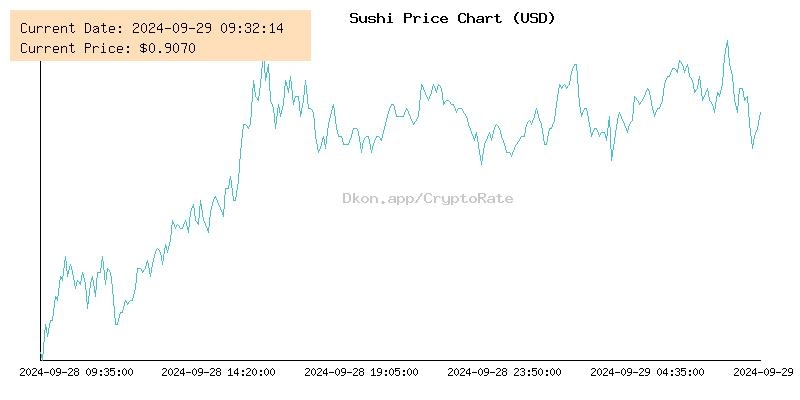 Sushi Price Chart (USD)
Current Date: 2024-09-29 09:32:14
Current Price: $0.9070
Dkon.app/CryptoRate
2024-09-28 09:35:00 2024-09-28 14:20:00 2024-09-28 19:05:00 2024-09-28 23:50:00 2024-09-29 04:35:00 2024-09-29